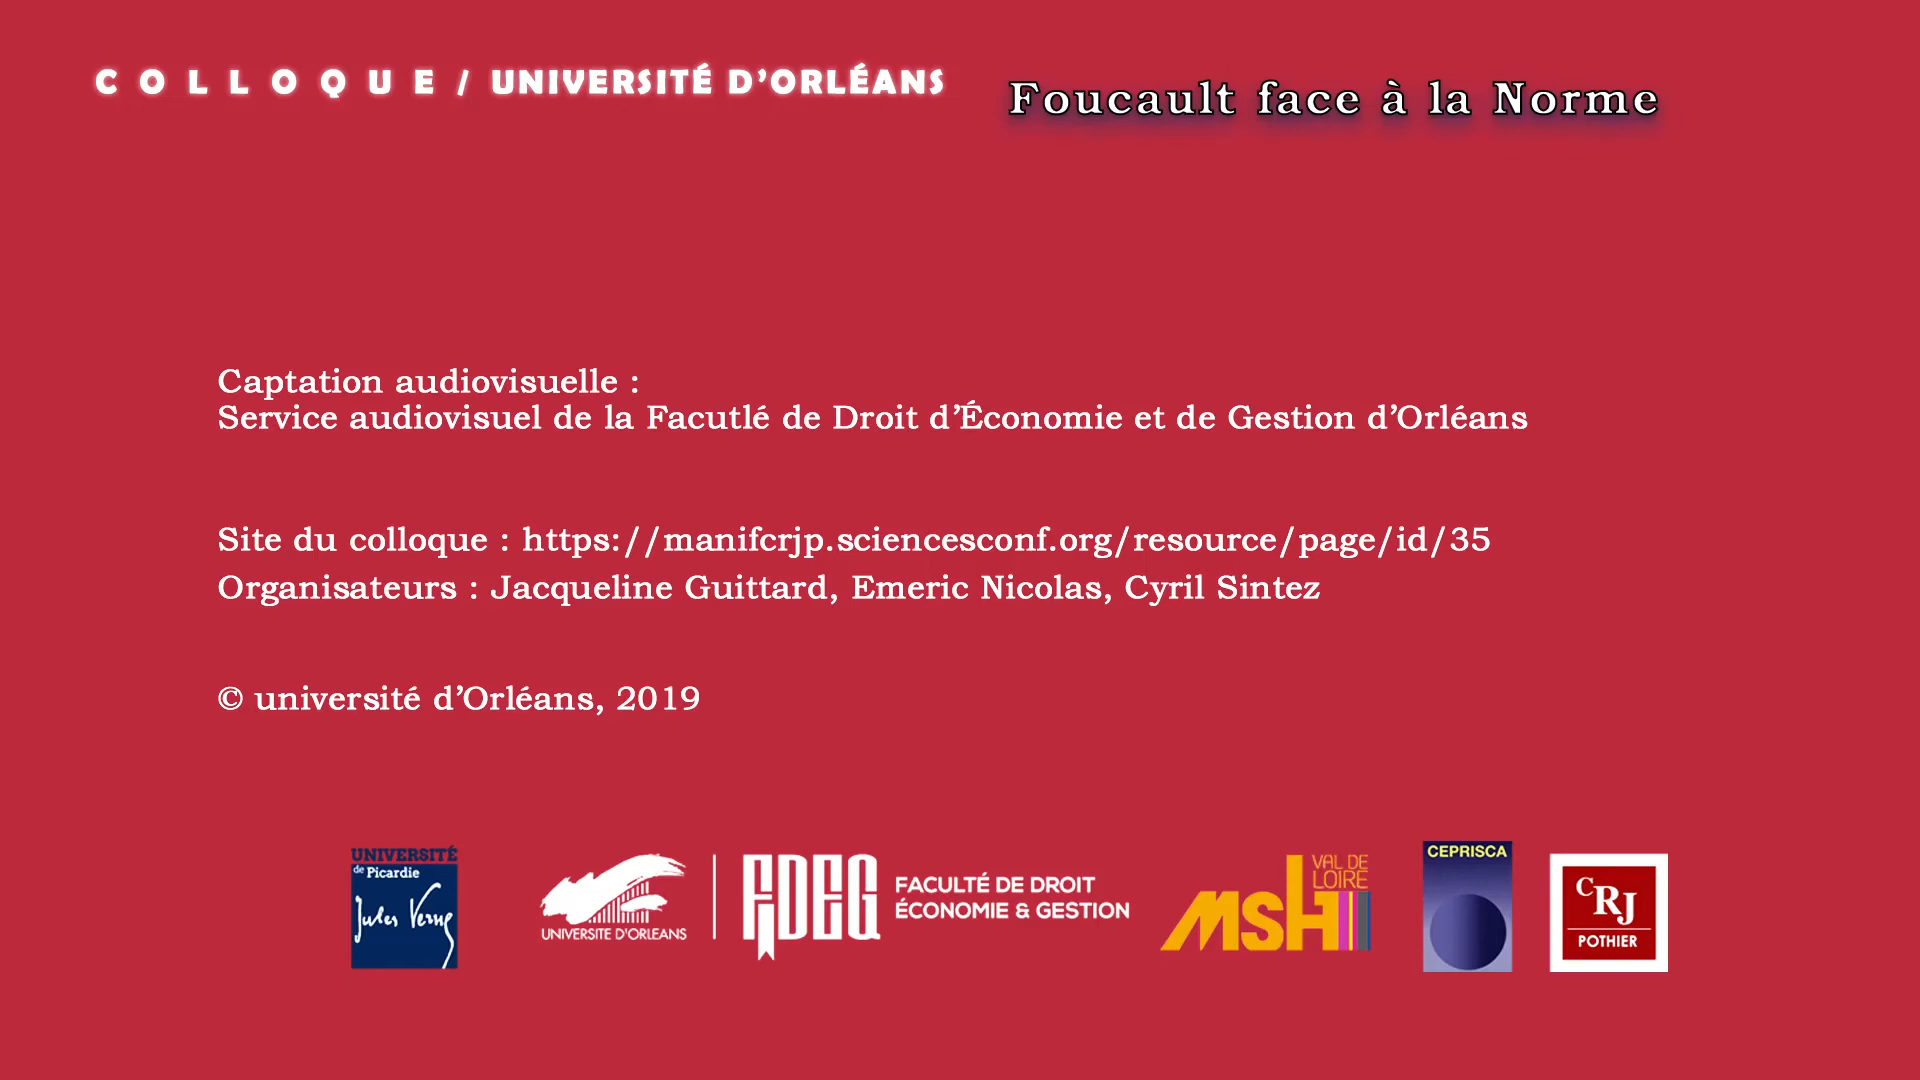 COLLOQUE / UNIVERSITÉ D’ORLÉANS
Foucault face à la Norme
Captation audiovisuelle :
Service audiovisuel de la Facutlé de Droit d’Économie et de Gestion d’Orléans
Site du colloque : https://manifcrjp.sciencesconf.org/resource/page/id/35
Organisateurs : Jacqueline Guittard, Emeric Nicolas, Cyril Sintez
© université d’Orléans, 2019
UNIVERSITÉ
de Picardie
Jules Verne
UNIVERSITE D'ORLEANS
FDEG
FACULTÉ DE DROIT
ÉCONOMIE & GESTION
VAL DE
LOIRE
MSH
CEPRISCA
CRJ
POTHIER